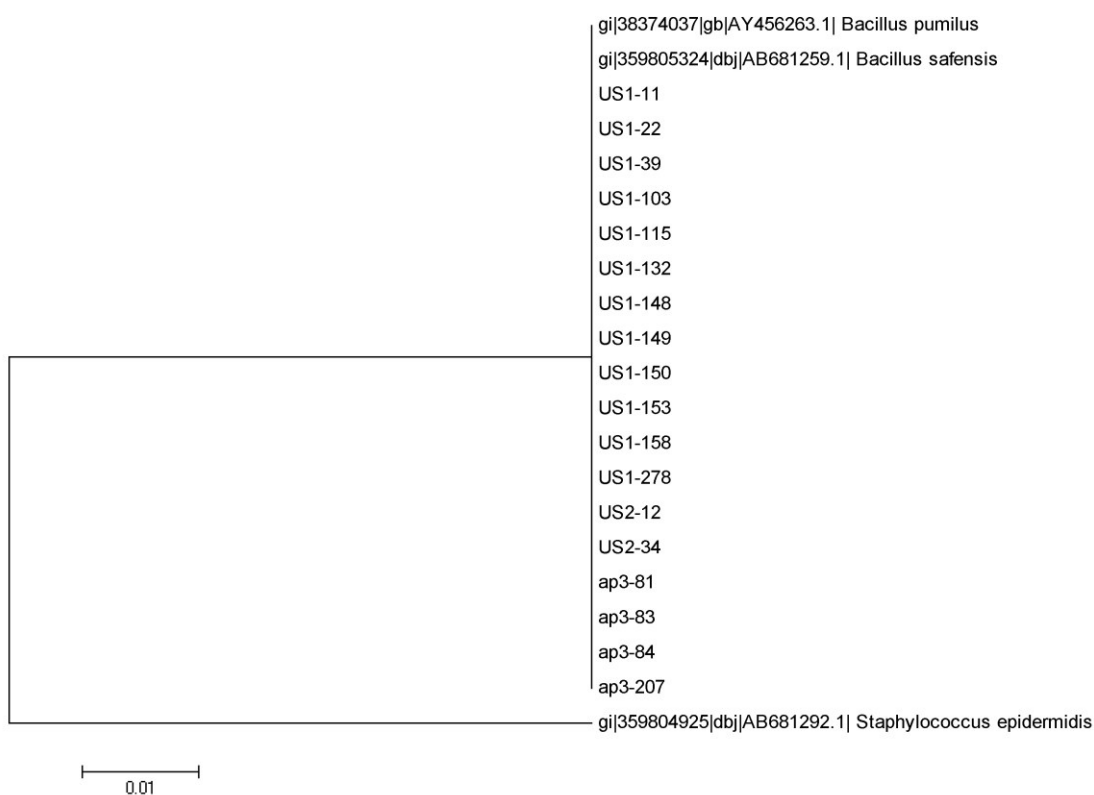 gi|38374037|gb|AY456263.1| Bacillus pumilus
gi|359805324|dbj|AB681259.1| Bacillus safensis
US1-11
US1-22
US1-39
US1-103
US1-115
US1-132
US1-148
US1-149
US1-150
US1-153
US1-158
US1-278
US2-12
US2-34
ap3-81
ap3-83
ap3-84
ap3-207
gi|359804925|dbj|AB681292.1| Staphylococcus epidermidis
0.01